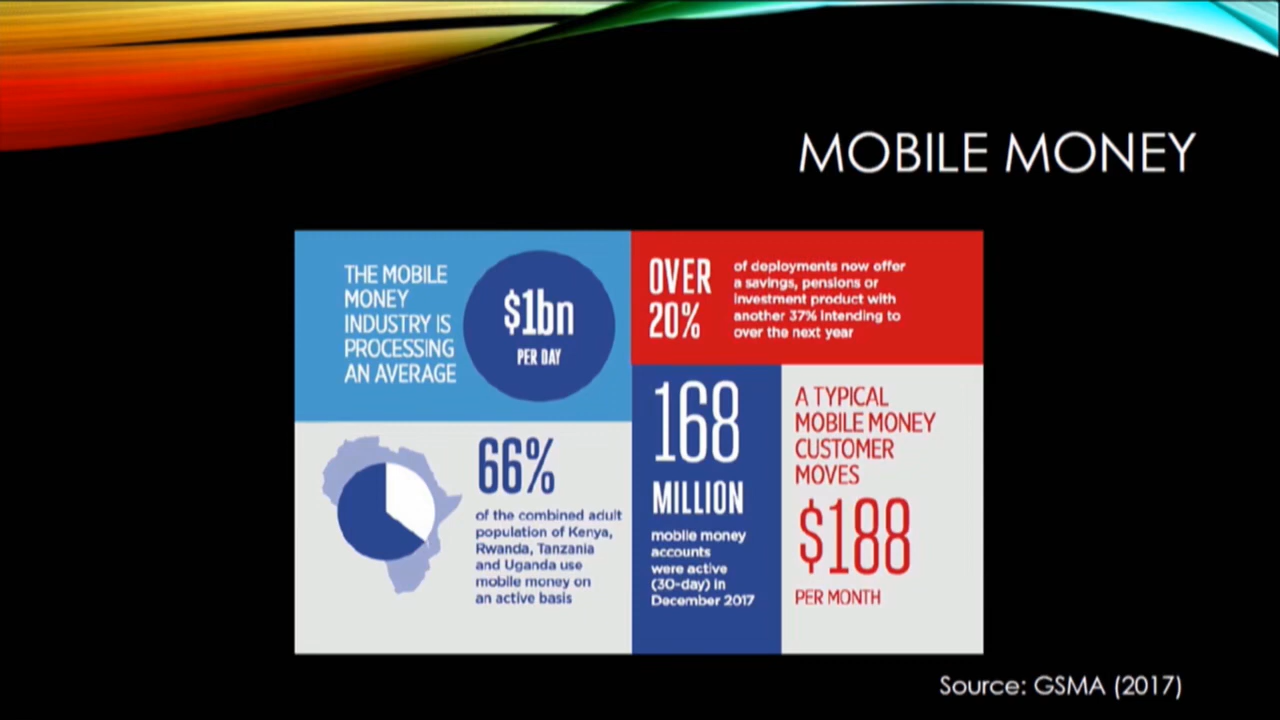 MOBILE MONEY
THE MOBILE
MONEY
INDUSTRY IS
PROCESSING
AN AVERAGE
$1bn
PER DAY
OVER
20%
of deployments now offer
a savings, pensions or
investment product with
another 37% intending to
over the next year
66%
of the combined adult
population of Kenya,
Rwanda, Tanzania
and Uganda use
mobile money on
an active basis
168
MILLION
mobile money
accounts
were active
(30-day) in
December 2017
A TYPICAL
MOBILE MONEY
CUSTOMER
MOVES
$188
PER MONTH
Source: GSMA (2017)